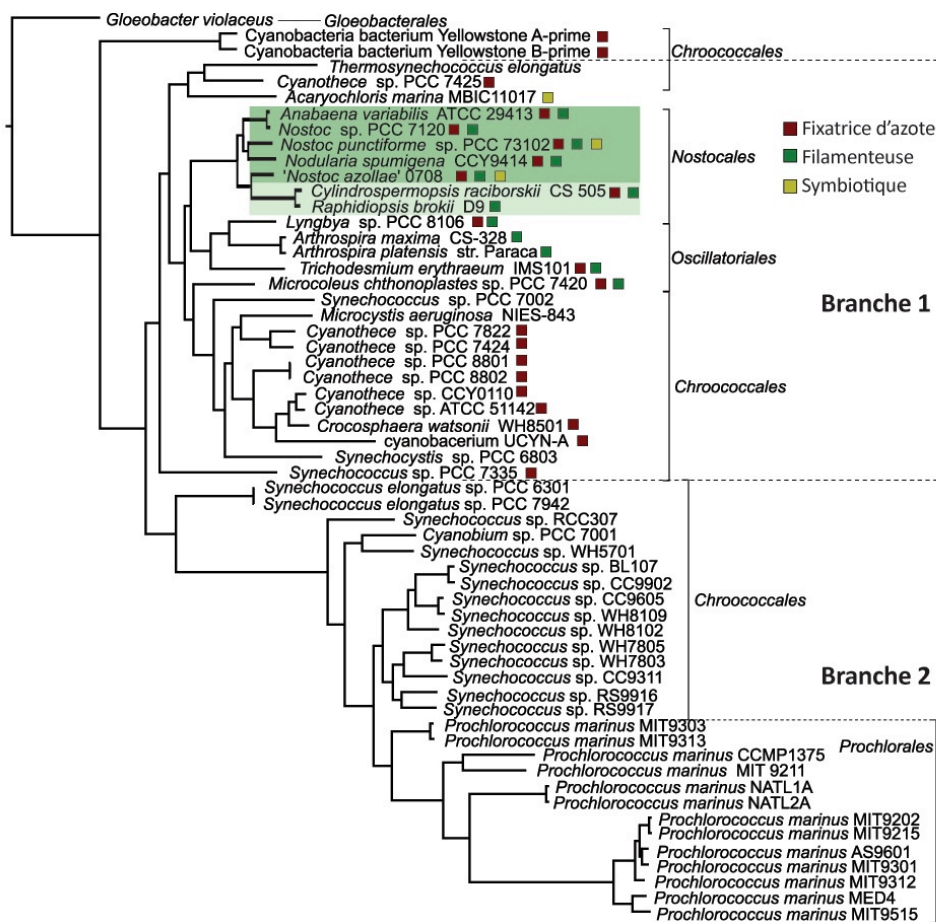 Gloeobacter violaceus Gloeobacterales
Cyanobacteria bacterium Yellowstone A-prime
Cyanobacteria bacterium Yellowstone B-prime
Chroococcales
Thermosynechococus elongatus
Cyanothece sp. PCC 7425
Acaryochloris marina MBIC11017
Anabaena variabilis ATCC 29413
Nostoc sp. PCC 7120
Nostoc punctiforme sp. PCC 73102
Nodularia spumigena CCY9414
'Nostoc azollae' 0708
Cylindrospermopsis raciborskii CS 505
Raphidiopsis brokii D9
Nostocales
Fixatrice d'azote
Filamenteuse
Symbiotique
Lyngbya sp. PCC 8106
Arthrospira maxima CS-328
Arthrospira platensis str. Paraca
Trichodesmium erythraeum IMS101
Microcoleus chthonoplastes sp. PCC 7420
Oscillatoriales
Synechococcus sp. PCC 7002
Microcystis aeruginosa NIES-843
Cyanothece sp. PCC 7822
Cyanothece sp. PCC 7424
Cyanothece sp. PCC 8801
Cyanothece sp. PCC 8802
Cyanothece sp. CCY0110
Cyanothece sp. ATCC 51142
Crocosphaera watsonii WH8501
cyanobacerium UCYN-A
Synechocystis sp. PCC 6803
Synechococcus sp. PCC 7335
Chroococcales
Branche 1
Synechococcus elongatus sp. PCC 6301
Synechococcus elongatus sp. PCC 7942
Synechococcus sp. RCC307
Cyanobium sp. PCC 7001
Synechococcus sp. WH5701
Synechococcus sp. BL107
Synechococcus sp. CC9902
Synechococcus sp. CC9605
Synechococcus sp. WH8109
Synechococcus sp. WH8102
Synechococcus sp. WH7805
Synechococcus sp. WH7803
Synechococcus sp. CC9311
Synechococcus sp. RS9916
Synechococcus sp. RS9917
Chroococcales
Branche 2
Prochlorococcus marinus MIT9303
Prochlorococcus marinus MIT9313
Prochlorococcus marinus CCMP1375
Prochlorococcus marinus MIT 9211
Prochlorococcus marinus NATL1A
Prochlorococcus marinus NATL2A
Prochlorococcus marinus MIT9202
Prochlorococcus marinus MIT9215
Prochlorococcus marinus AS9601
Prochlorococcus marinus MIT9301
Prochlorococcus marinus MIT9312
Prochlorococcus marinus MED4
Prochlorococcus marinus MIT9515
Prochlorales